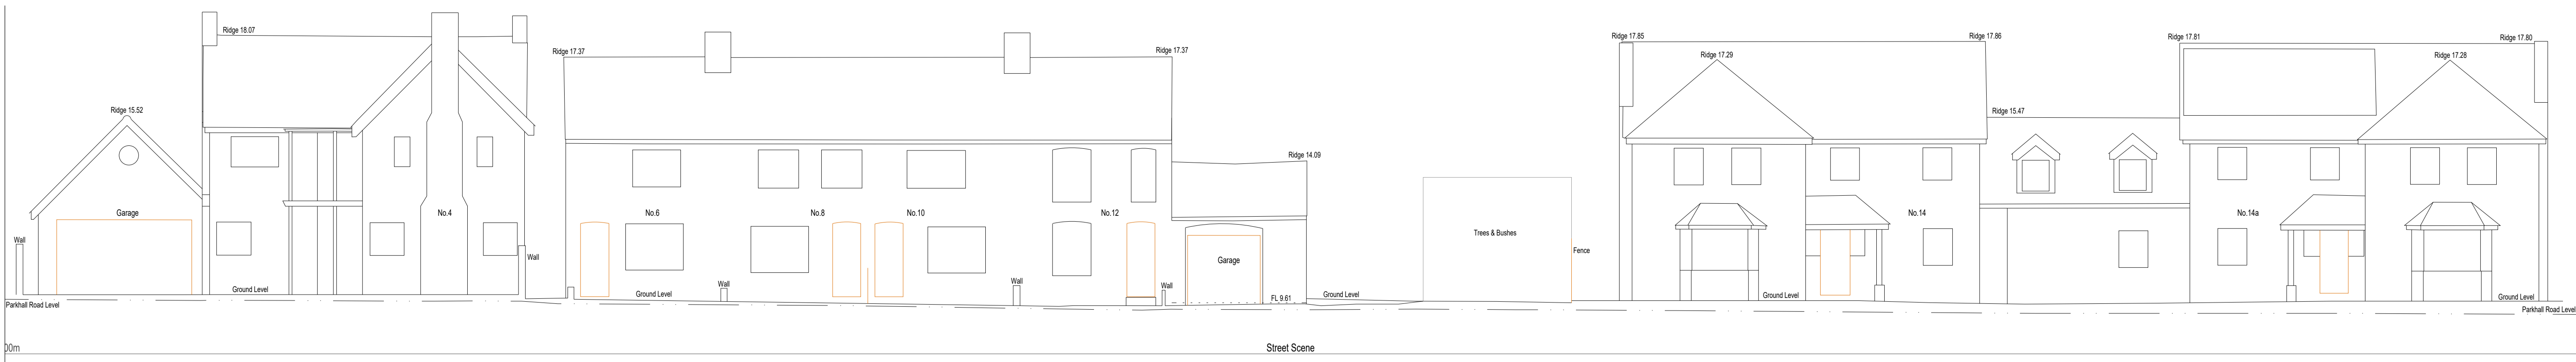 Ridge 18.07
Ridge 17.37
Ridge 17.37
Ridge 17.85
Ridge 17.86
Ridge 17.81
Ridge 17.80
Ridge 17.29
Ridge 17.28
Ridge 15.52
Ridge 15.47
Ridge 14.09
Garage
No.4
No.6
No.8
No.10
No.12
No.14
No.14a
Trees & Bushes
Wall
Wall
Fence
Garage
Wall
Wall
Wall
Ground Level
Ground Level
FL 9.61
Ground Level
Ground Level
Ground Level
Parkhall Road Level
Parkhall Road Level
00m
Street Scene